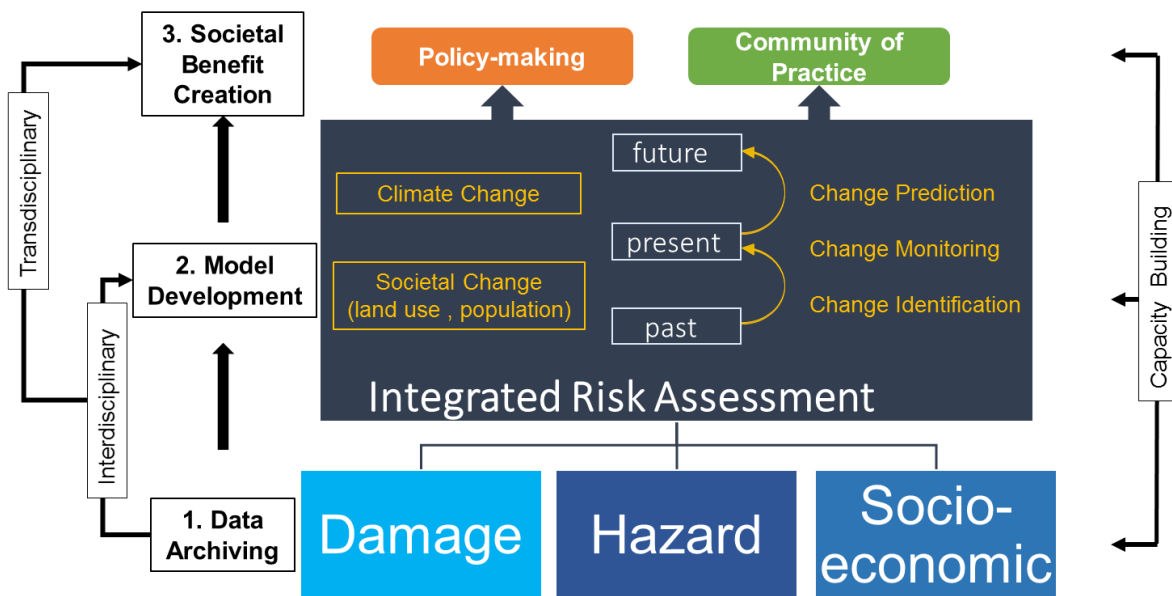 3. Societal
Benefit
Creation
Policy-making
Community of
Practice
Transdisciplinary
future
Climate Change
Change Prediction
present
Change Monitoring
2. Model
Development
Societal Change
(land use , population)
Change Identification
past
Capacity Building
Interdisciplinary
Integrated Risk Assessment
1. Data
Archiving
Damage
Hazard
Socio-
economic